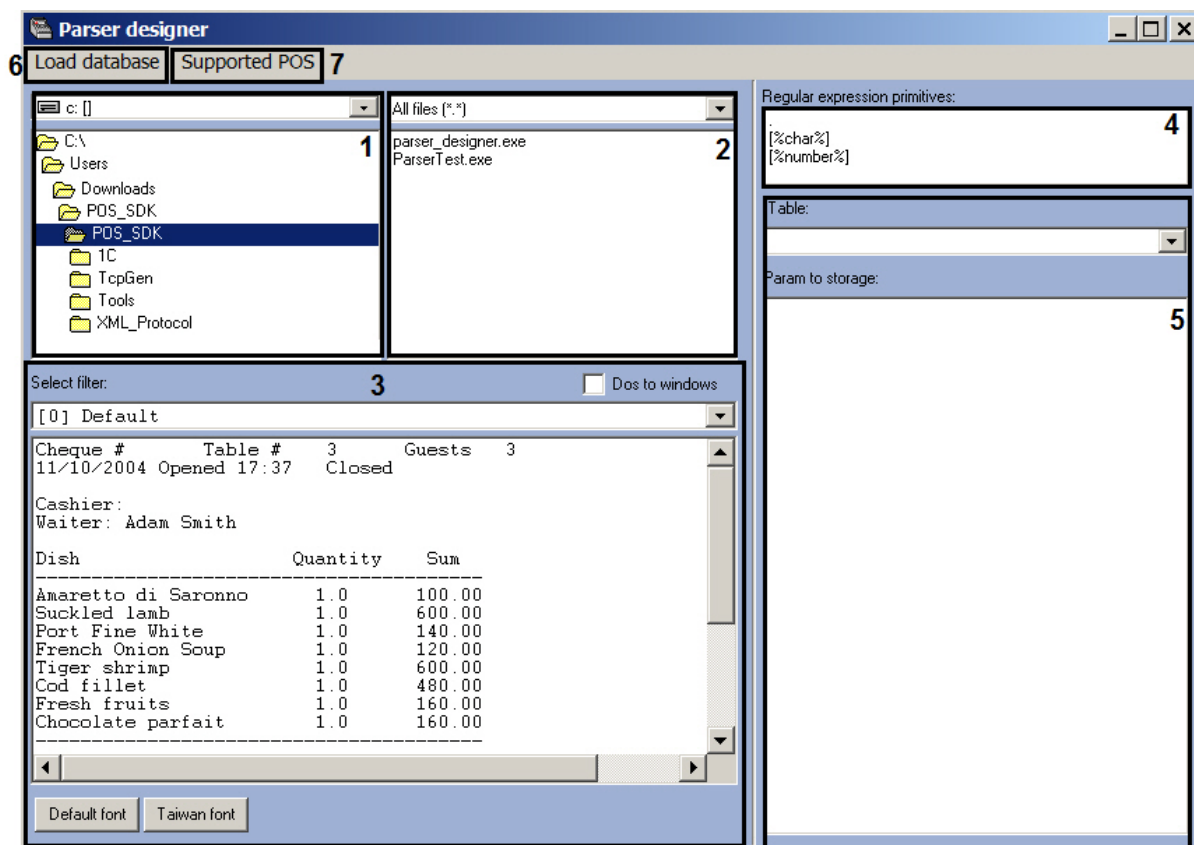 Parser designer
6 Load database Supported POS 7
c: []
1
C:\
Users
Downloads
POS_SDK
POS_SDK
1C
TcpGen
Tools
XML_Protocol
All files (*.*)
2
parser_designer.exe
ParserTest.exe
Select filter:
3
Dos to windows
[0] Default
Cheque # Table # 3 Guests 3
11/10/2004 Opened 17:37 Closed
Cashier:
Waiter: Adam Smith
Dish Quantity Sum
-----------------------------------------
Amaretto di Saronno 1.0 100.00
Suckled lamb 1.0 600.00
Port Fine White 1.0 140.00
French Onion Soup 1.0 120.00
Tiger shrimp 1.0 600.00
Cod fillet 1.0 480.00
Fresh fruits 1.0 160.00
Chocolate parfait 1.0 160.00
-----------------------------------------
Default font Taiwan font
Regular expression primitives:
4
.
[%char%]
[%number%]
Table:
Param to storage:
5